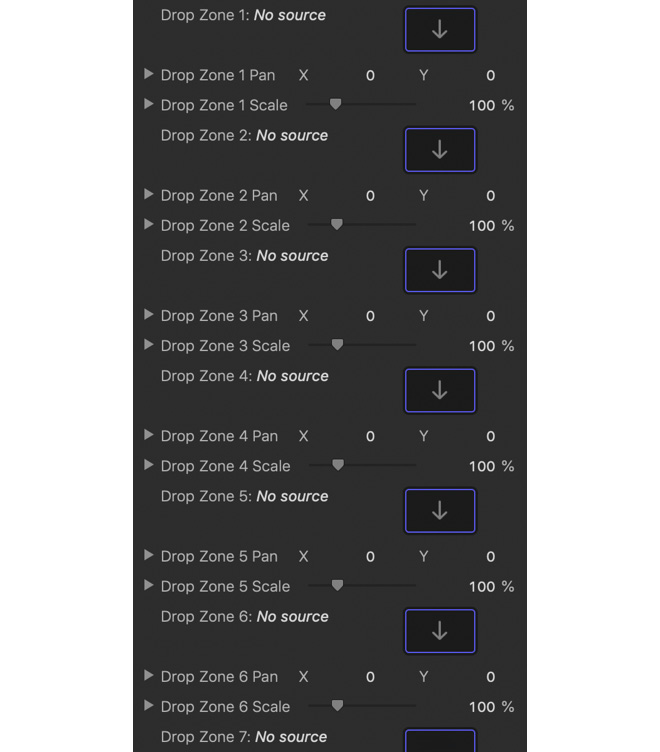 Drop Zone 1: No source
Drop Zone 1 Pan X 0 Y 0
Drop Zone 1 Scale 100 %
Drop Zone 2: No source
Drop Zone 2 Pan X 0 Y 0
Drop Zone 2 Scale 100 %
Drop Zone 3: No source
Drop Zone 3 Pan X 0 Y 0
Drop Zone 3 Scale 100 %
Drop Zone 4: No source
Drop Zone 4 Pan X 0 Y 0
Drop Zone 4 Scale 100 %
Drop Zone 5: No source
Drop Zone 5 Pan X 0 Y 0
Drop Zone 5 Scale 100 %
Drop Zone 6: No source
Drop Zone 6 Pan X 0 Y 0
Drop Zone 6 Scale 100 %
Drop Zone 7: No source